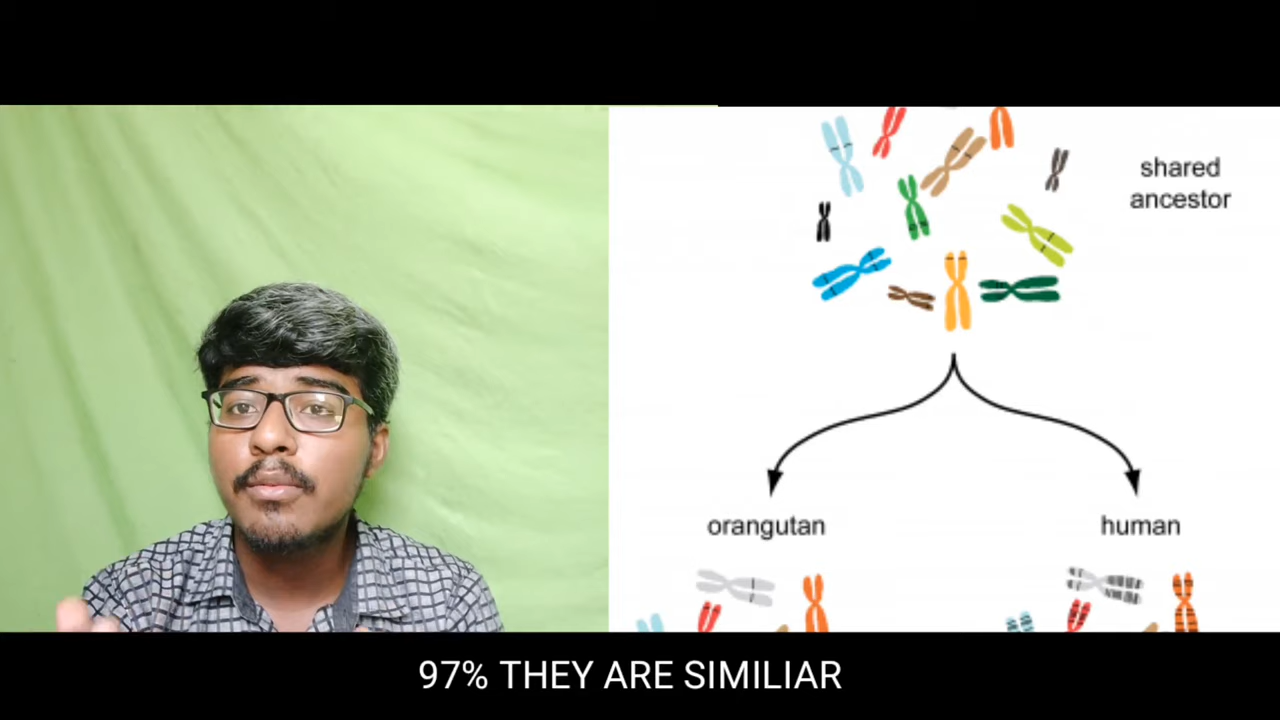 shared
ancestor
orangutan
human
97% THEY ARE SIMILIAR